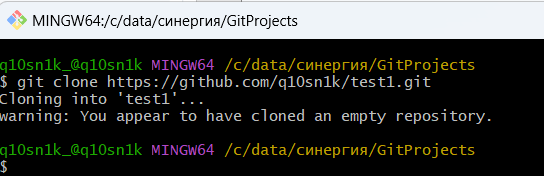 MINGW64:/c/data/синергия/GitProjects
q10sn1k_@q10sn1k MINGW64 /c/data/синергия/GitProjects
$ git clone https://github.com/q10sn1k/test1.git
Cloning into 'test1'...
warning: You appear to have cloned an empty repository.
q10sn1k_@q10sn1k MINGW64 /c/data/синергия/GitProjects
$